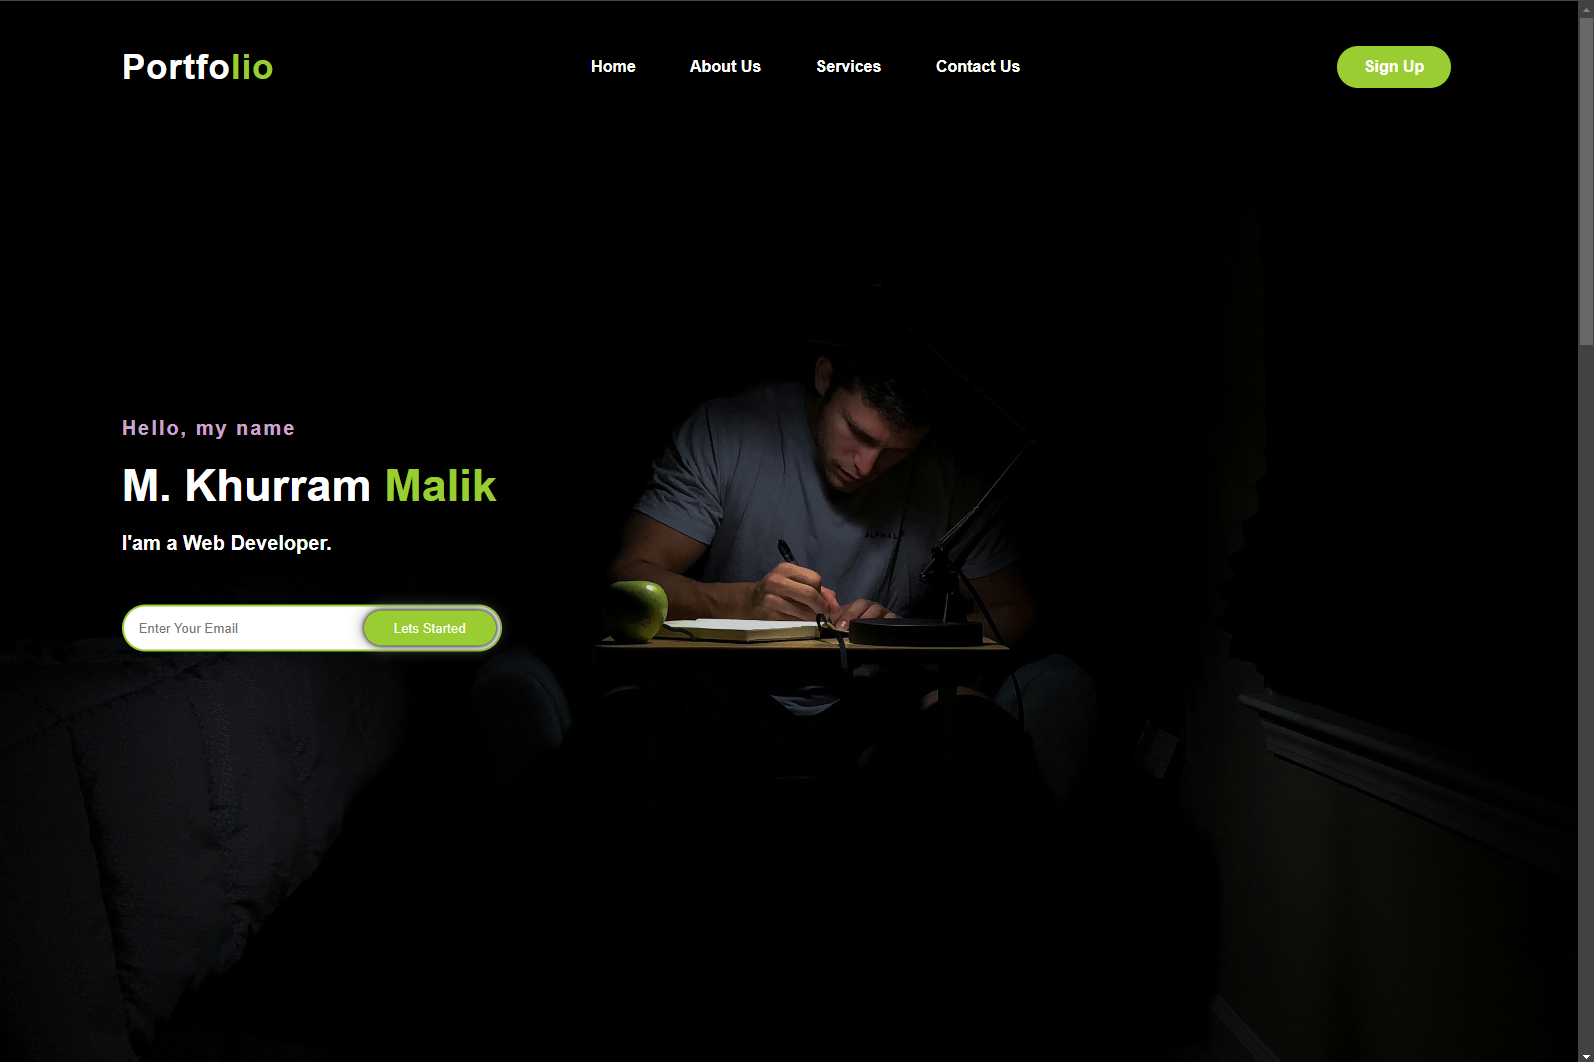 Portfolio
Home About Us Services Contact Us
Sign Up
Hello, my name
M. Khurram Malik
I'am a Web Developer.
Enter Your Email
Lets Started